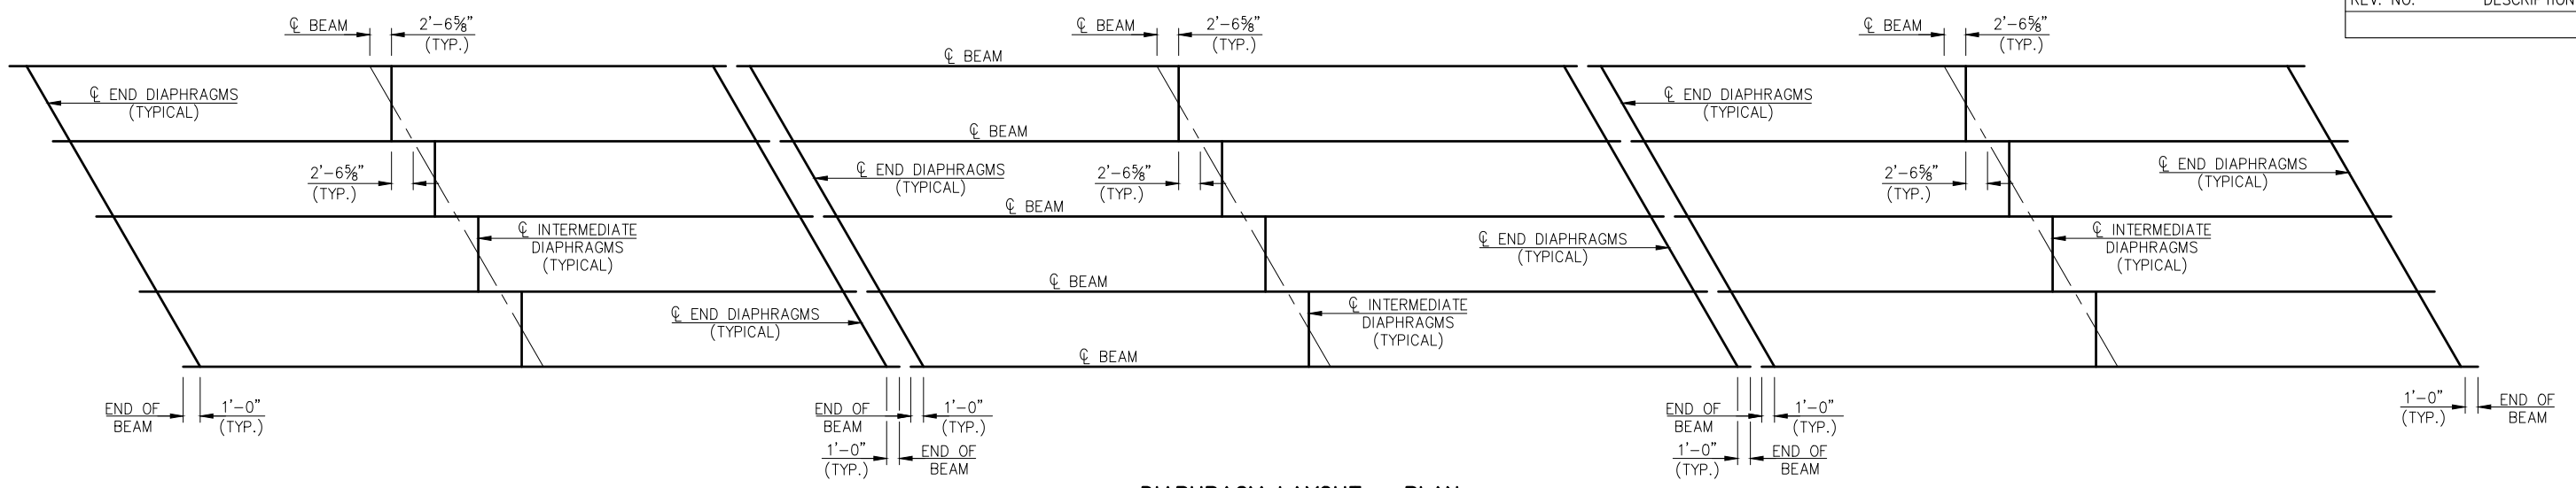 REV. NO. DESCRIPTION
℄ BEAM
2'-6⅝"
(TYP.)
℄ BEAM
2'-6⅝"
(TYP.)
℄ BEAM
2'-6⅝"
(TYP.)
℄ BEAM
℄ END DIAPHRAGMS
(TYPICAL)
℄ END DIAPHRAGMS
(TYPICAL)
℄ BEAM
2'-6⅝"
(TYP.)
℄ END DIAPHRAGMS
(TYPICAL)
2'-6⅝"
(TYP.)
2'-6⅝"
(TYP.)
℄ END DIAPHRAGMS
(TYPICAL)
℄ BEAM
℄ INTERMEDIATE
DIAPHRAGMS
(TYPICAL)
℄ END DIAPHRAGMS
(TYPICAL)
℄ INTERMEDIATE
DIAPHRAGMS
(TYPICAL)
℄ BEAM
℄ END DIAPHRAGMS
(TYPICAL)
℄ INTERMEDIATE
DIAPHRAGMS
(TYPICAL)
℄ BEAM
END OF
BEAM
1'-0"
(TYP.)
END OF
BEAM
1'-0"
(TYP.)
1'-0"
(TYP.)
END OF
BEAM
END OF
BEAM
1'-0"
(TYP.)
1'-0"
(TYP.)
END OF
BEAM
1'-0"
(TYP.)
END OF
BEAM
DIAPHRAGM LAYOUT - PLAN